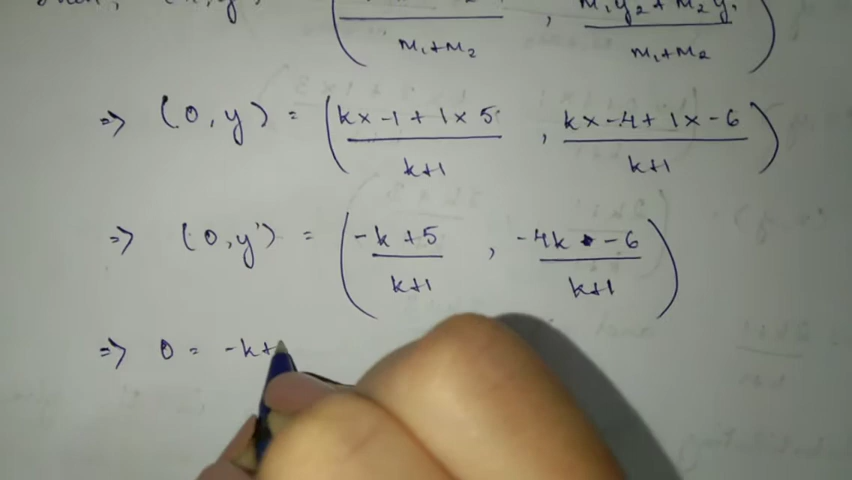 m₁+m₂ , m₁y₂+m₂y₁ / m₁+m₂ )
=> (0, y) = ( k×-1+1×5 / k+1 , k×-4+1×-6 / k+1 )
=> (0, y) = ( -k+5 / k+1 , -4k-6 / k+1 )
=> 0 = -k+